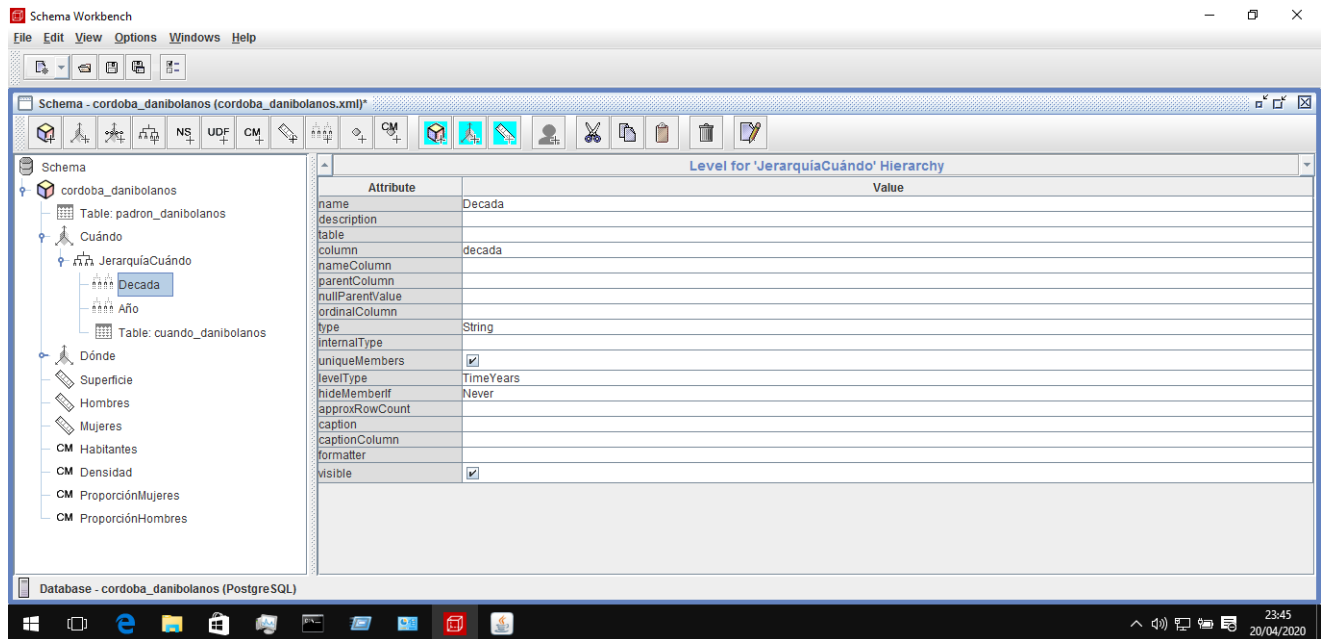 Schema Workbench
File Edit View Options Windows Help
Schema - cordoba_danibolanos (cordoba_danibolanos.xml)*
NS UDF CM CM
Schema
cordoba_danibolanos
Table: padron_danibolanos
Cuándo
JerarquíaCuándo
Decada
Año
Table: cuando_danibolanos
Dónde
Superficie
Hombres
Mujeres
CM Habitantes
CM Densidad
CM ProporciónMujeres
CM ProporciónHombres
Level for 'JerarquíaCuándo' Hierarchy
Attribute Value
name Decada
description
table
column decada
nameColumn
parentColumn
nullParentValue
ordinalColumn
type String
internalType
uniqueMembers
levelType TimeYears
hideMemberIf Never
approxRowCount
caption
captionColumn
formatter
visible
Database - cordoba_danibolanos (PostgreSQL)
23:45
20/04/2020